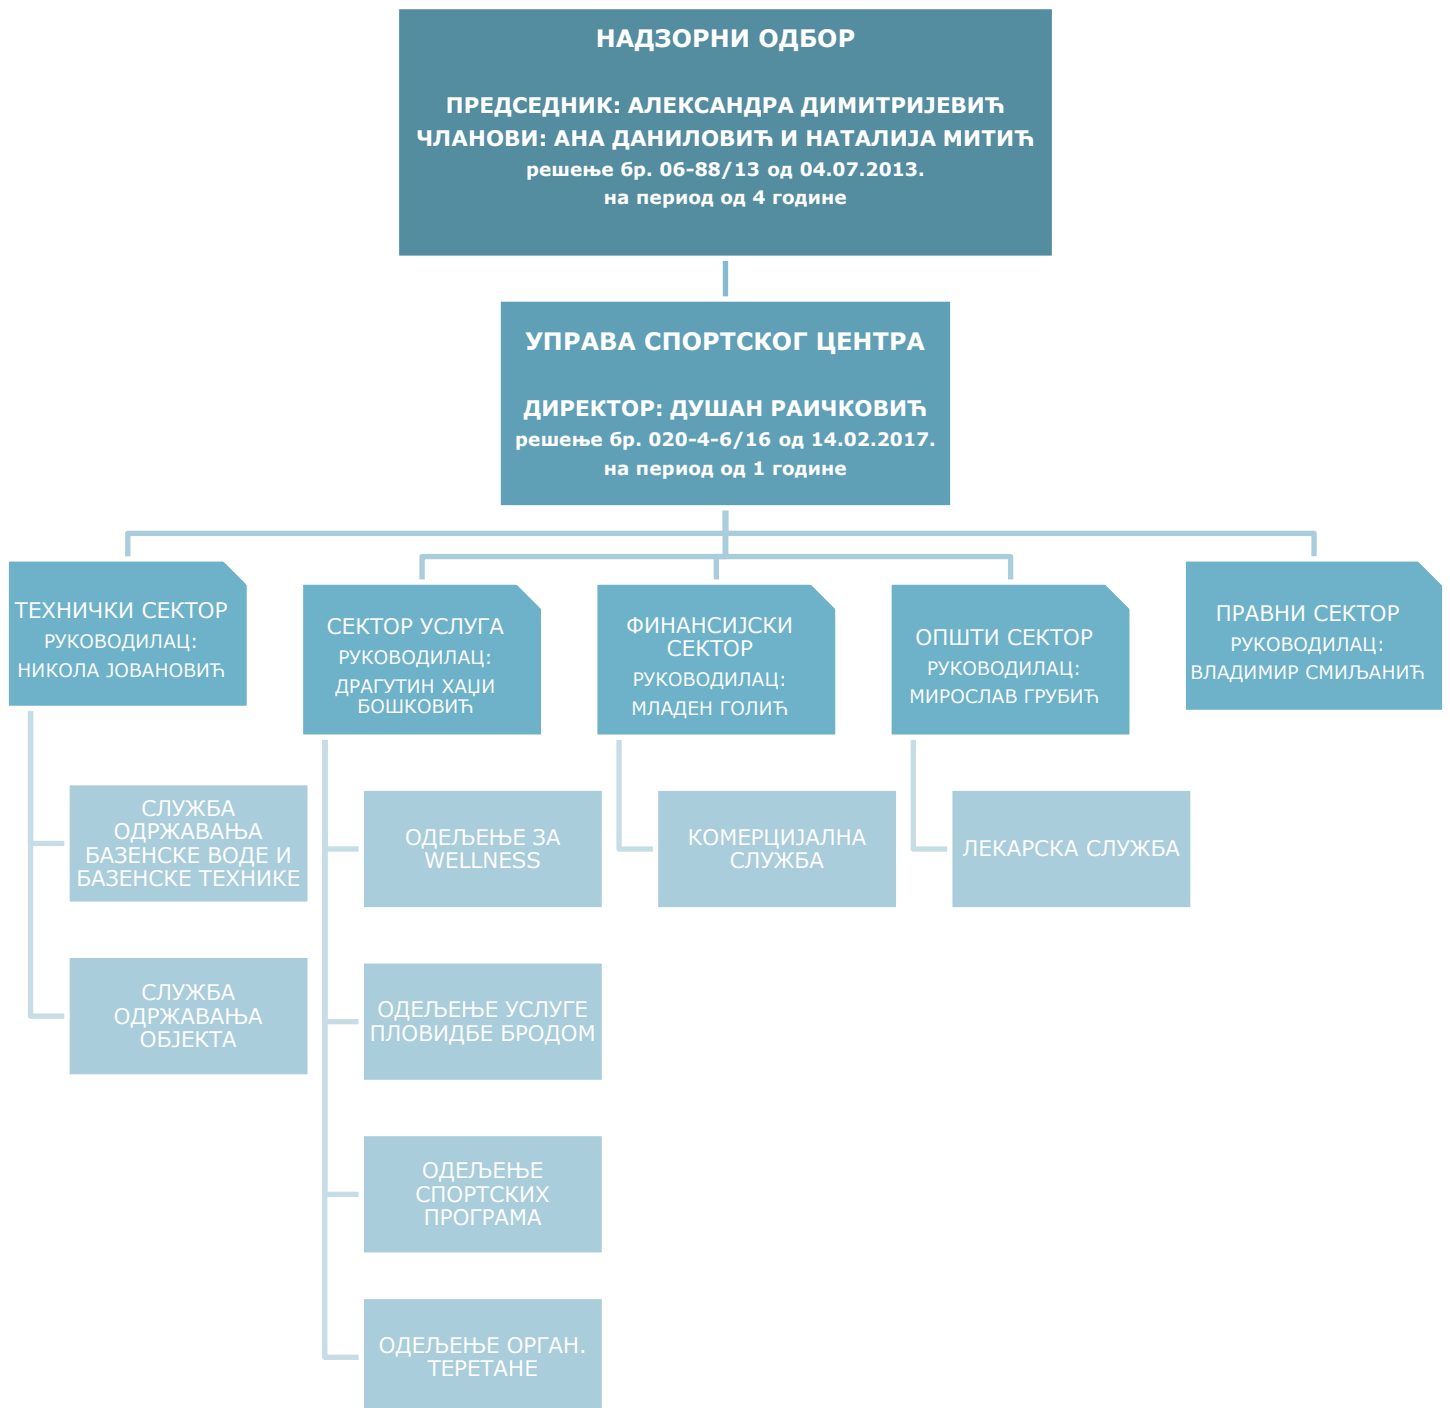 НАДЗОРНИ ОДБОР
ПРЕДСЕДНИК: АЛЕКСАНДРА ДИМИТРИЈЕВИЋ
ЧЛАНОВИ: АНА ДАНИЛОВИЋ И НАТАЛИЈА МИТИЋ
решење бр. 06-88/13 од 04.07.2013.
на период од 4 године
УПРАВА СПОРТСКОГ ЦЕНТРА
ДИРЕКТОР: ДУШАН РАИЧКОВИЋ
решење бр. 020-4-6/16 од 14.02.2017.
на период од 1 године
ТЕХНИЧКИ СЕКТОР
РУКОВОДИЛАЦ:
НИКОЛА ЈОВАНОВИЋ
СЕКТОР УСЛУГА
РУКОВОДИЛАЦ:
ДРАГУТИН ХАЏИ
БОШКОВИЋ
ФИНАНСИЈСКИ
СЕКТОР
РУКОВОДИЛАЦ:
МЛАДЕН ГОЛИЋ
ОПШТИ СЕКТОР
РУКОВОДИЛАЦ:
МИРОСЛАВ ГРУБИЋ
ПРАВНИ СЕКТОР
РУКОВОДИЛАЦ:
ВЛАДИМИР СМИЉАНИЋ
СЛУЖБА
ОДРЖАВАЊА
БАЗЕНСКЕ ВОДЕ И
БАЗЕНСКЕ ТЕХНИКЕ
СЛУЖБА
ОДРЖАВАЊА
ОБЈЕКТА
ОДЕЉЕЊЕ ЗА
WELLNESS
ОДЕЉЕЊЕ УСЛУГЕ
ПЛОВИДБЕ БРОДОМ
ОДЕЉЕЊЕ
СПОРТСКИХ
ПРОГРАМА
ОДЕЉЕЊЕ ОРГАН.
ТЕРЕТАНЕ
КОМЕРЦИЈАЛНА
СЛУЖБА
ЛЕКАРСКА СЛУЖБА